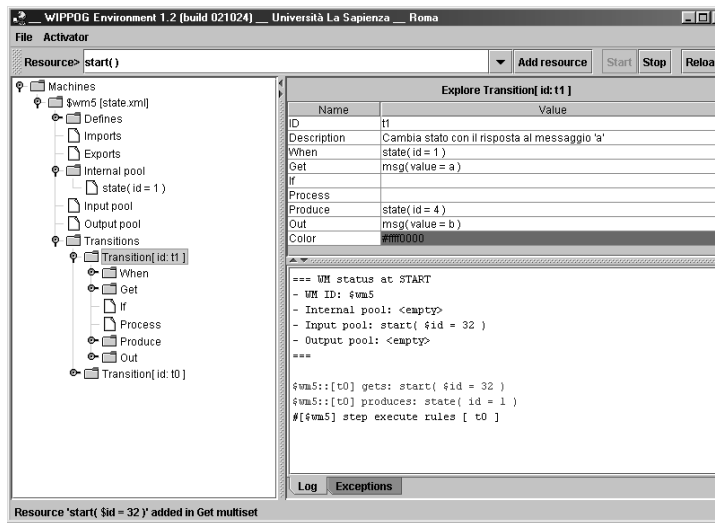 __ WIPPOG Environment 1.2 (build 021024) __ Università La Sapienza __ Roma
File Activator
Resource> start( ) Add resource Start Stop Reloa
Machines
$wm5 [state.xml]
Defines
Imports
Exports
Internal pool
state( id = 1 )
Input pool
Output pool
Transitions
Transition[ id: t1 ]
When
Get
If
Process
Produce
Out
Transition[ id: t0 ]
Explore Transition[ id: t1 ]
Name Value
ID t1
Description Cambia stato con il risposta al messaggio 'a'
When state( id = 1 )
Get msg( value = a )
If
Process
Produce state( id = 4 )
Out msg( value = b )
Color #ffff0000
=== WM status at START
- WM ID: $wm5
- Internal pool: <empty>
- Input pool: start( $id = 32 )
- Output pool: <empty>
===
$wm5::[t0] gets: start( $id = 32 )
$wm5::[t0] produces: state( id = 1 )
#[$wm5] step execute rules [ t0 ]
Log Exceptions
Resource 'start( $id = 32 )' added in Get multiset